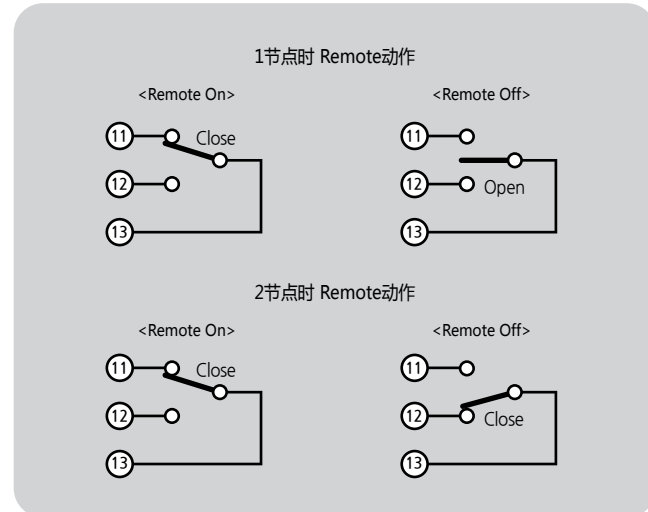 1节点时 Remote动作
<Remote On>
<Remote Off>
11
Close
11
12
12
Open
13
13
2节点时 Remote动作
<Remote On>
<Remote Off>
11
Close
11
12
12
Close
13
13